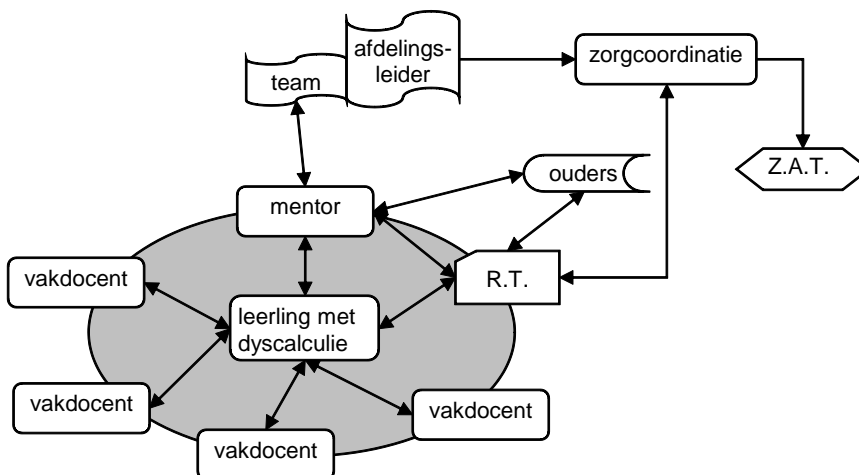 afdelings-
leider
team
zorgcoordinatie
Z.A.T.
ouders
mentor
R.T.
vakdocent
leerling met
dyscalculie
vakdocent
vakdocent
vakdocent